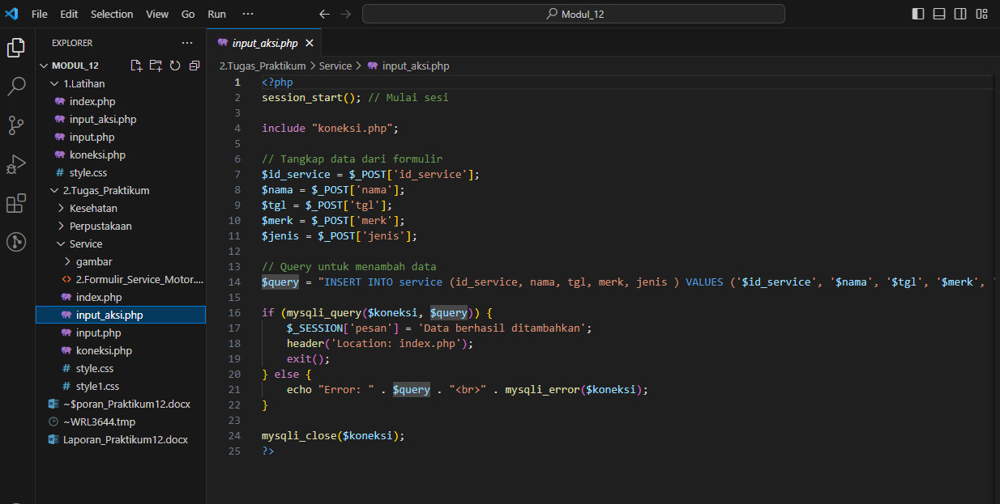 File Edit Selection View Go Run ···
Modul_12
EXPLORER ···
MODUL_12
1.Latihan
index.php
input_aksi.php
input.php
koneksi.php
# style.css
2.Tugas_Praktikum
Kesehatan
Perpustakaan
Service
gambar
<> 2.Formulir_Service_Motor....
index.php
input_aksi.php
input.php
koneksi.php
# style.css
# style1.css
~$poran_Praktikum12.docx
~WRL3644.tmp
Laporan_Praktikum12.docx
input_aksi.php
2.Tugas_Praktikum > Service > input_aksi.php
1 <?php
2 session_start(); // Mulai sesi
3
4 include "koneksi.php";
5
6 // Tangkap data dari formulir
7 $id_service = $_POST['id_service'];
8 $nama = $_POST['nama'];
9 $tgl = $_POST['tgl'];
10 $merk = $_POST['merk'];
11 $jenis = $_POST['jenis'];
12
13 // Query untuk menambah data
14 $query = "INSERT INTO service (id_service, nama, tgl, merk, jenis ) VALUES ('$id_service', '$nama', '$tgl', '$merk', '
15
16 if (mysqli_query($koneksi, $query)) {
17 $_SESSION['pesan'] = 'Data berhasil ditambahkan';
18 header('Location: index.php');
19 exit();
20 } else {
21 echo "Error: " . $query . "<br>" . mysqli_error($koneksi);
22 }
23
24 mysqli_close($koneksi);
25 ?>